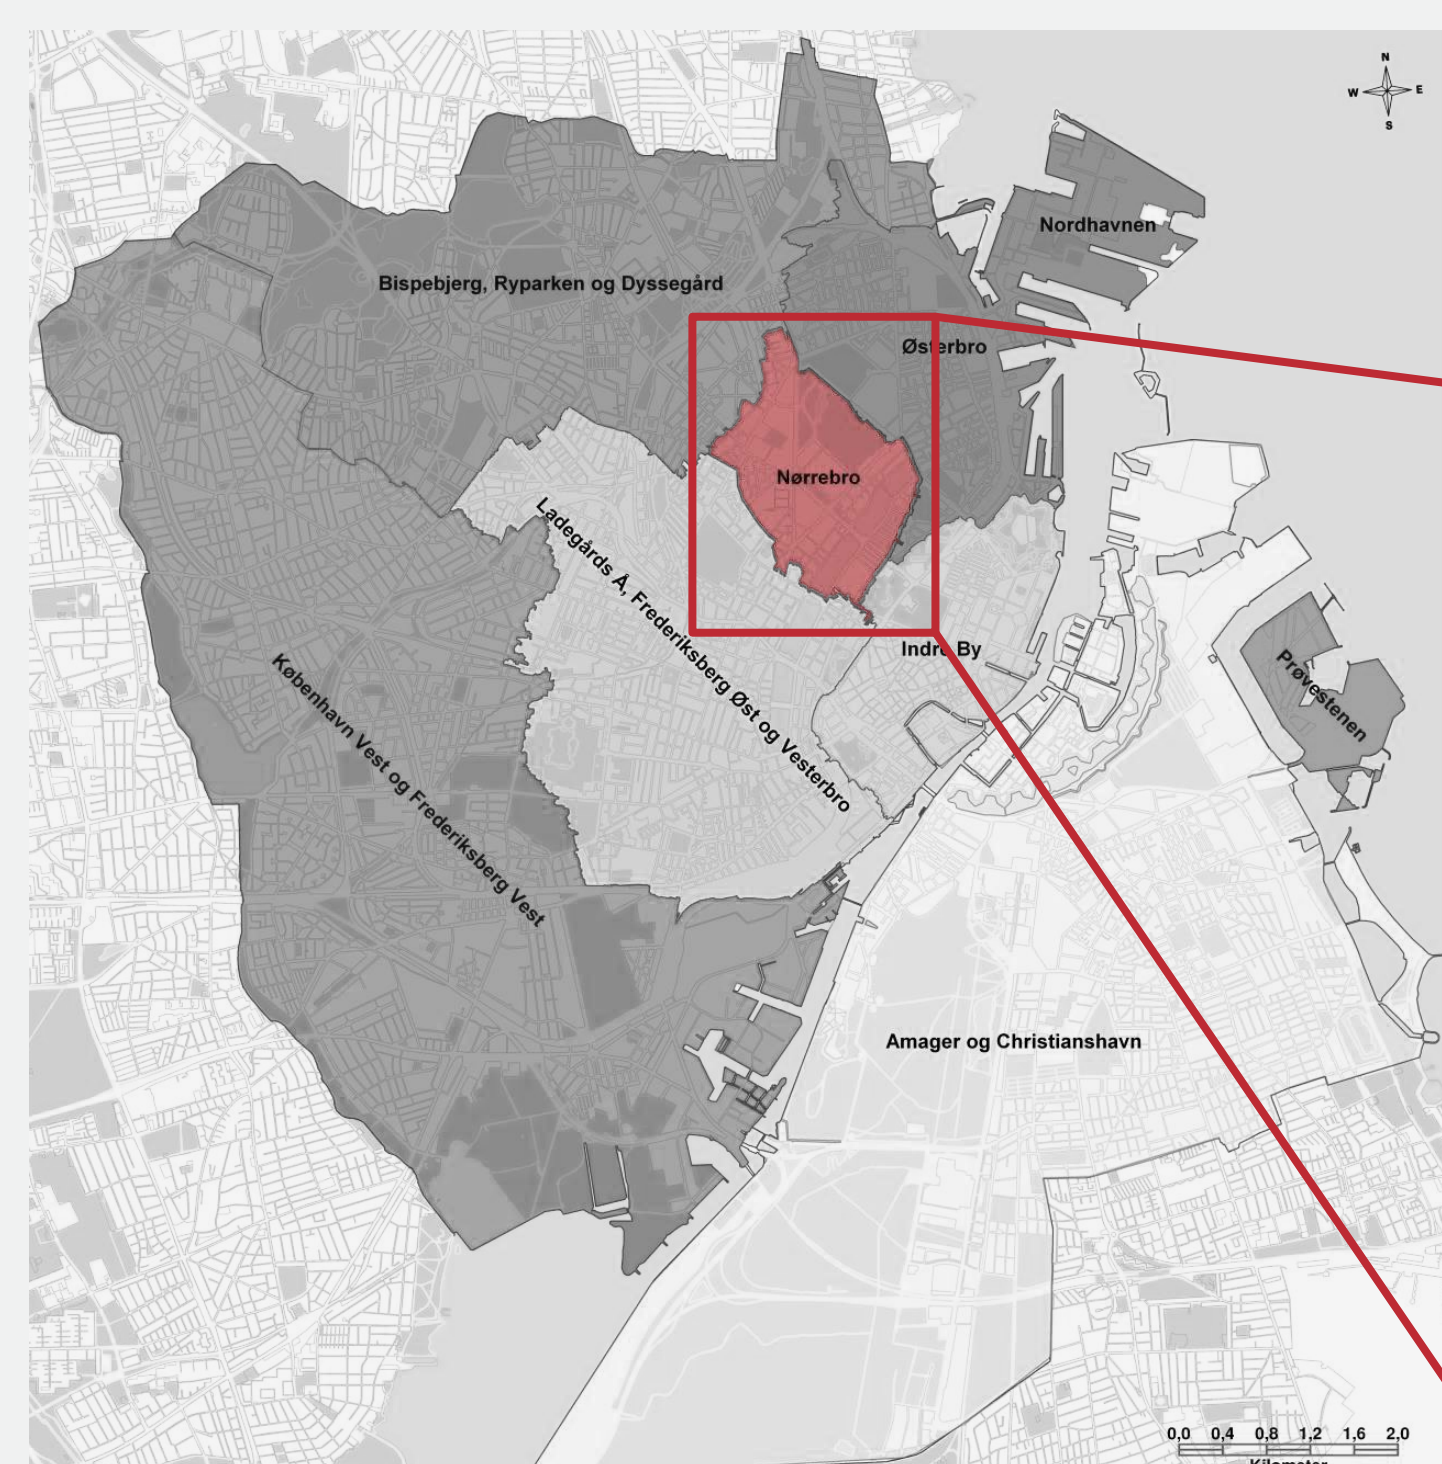 N
W E
S
Nordhavnen
Bispebjerg, Ryparken og Dyssegård
Østerbro
Nørrebro
Ladegårds Å, Frederiksberg Øst og Vesterbro
Indre By
København Vest og Frederiksberg Vest
Prøvestenen
Amager og Christianshavn
0,0 0,4 0,8 1,2 1,6 2,0
Kilometer